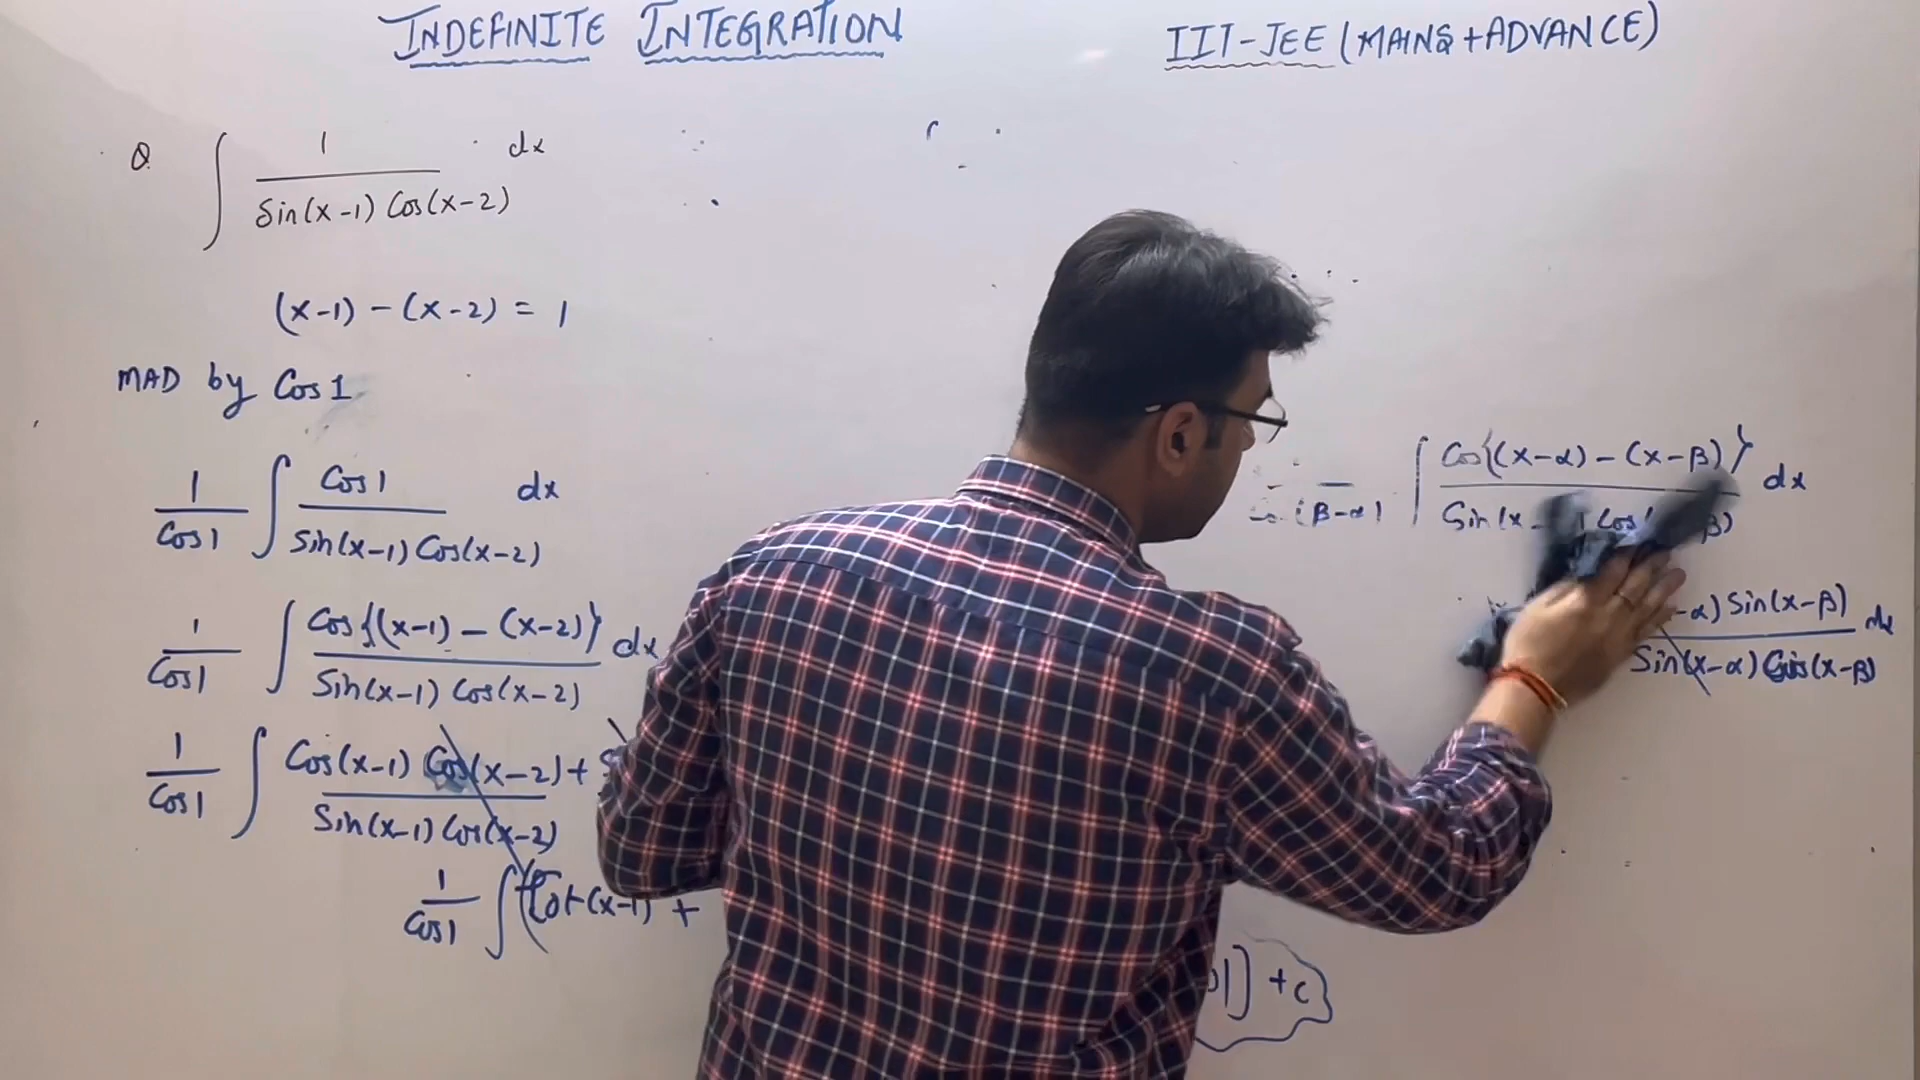 INDEFINITE INTEGRATION
IIT-JEE (MAINS+ADVANCE)
Q ∫ 1 / Sin(x-1) Cos(x-2) dx
(x-1) - (x-2) = 1
MAD by Cos1
1/Cos1 ∫ Cos1 / Sin(x-1) Cos(x-2) dx
1/Cos1 ∫ Cos{(x-1) - (x-2)} / Sin(x-1) Cos(x-2) dx
1/Cos1 ∫ Cos(x-1) Cos(x-2) + / Sin(x-1) Cos(x-2)
1/Cos1 ∫ (Cot(x-1) +
(β-α) ∫ Cos{(x-α) - (x-β)} / Sin(x β) dx
-α) Sin(x-β) / Sin(x-α) Cos(x-β) dx
)] + c